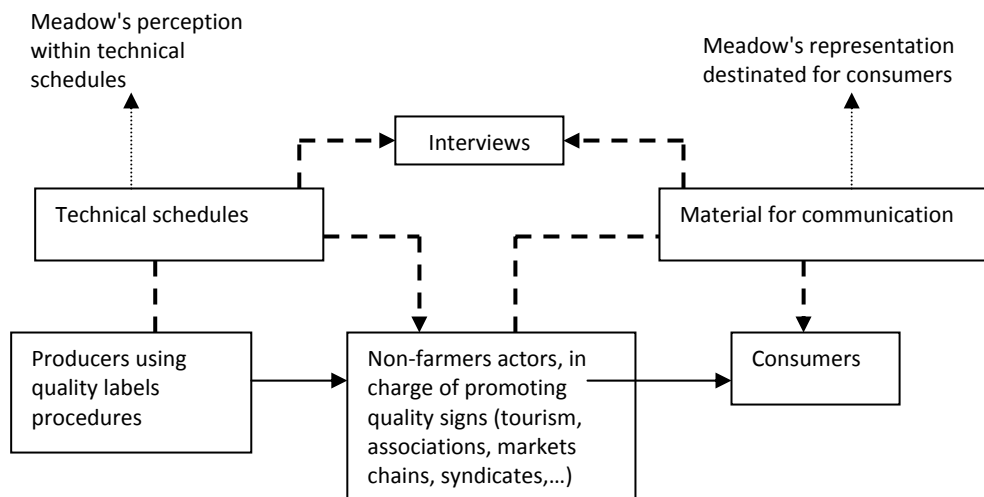 Meadow's perception
within technical
schedules
Meadow's representation
destinated for consumers
Interviews
Technical schedules
Material for communication
Producers using
quality labels
procedures
Non-farmers actors, in
charge of promoting
quality signs (tourism,
associations, markets
chains, syndicates,...)
Consumers